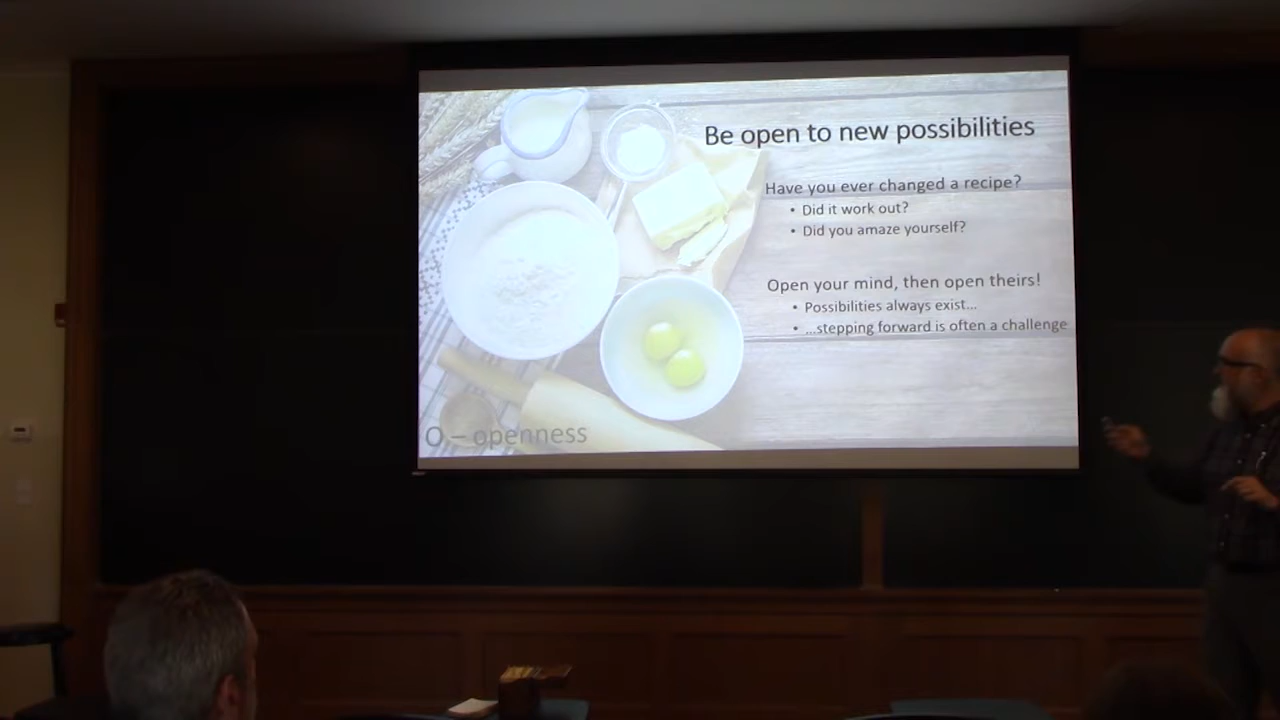 Be open to new possibilities
Have you ever changed a recipe?
• Did it work out?
• Did you amaze yourself?
Open your mind, then open theirs!
• Possibilities always exist...
• ...stepping forward is often a challenge
O – openness